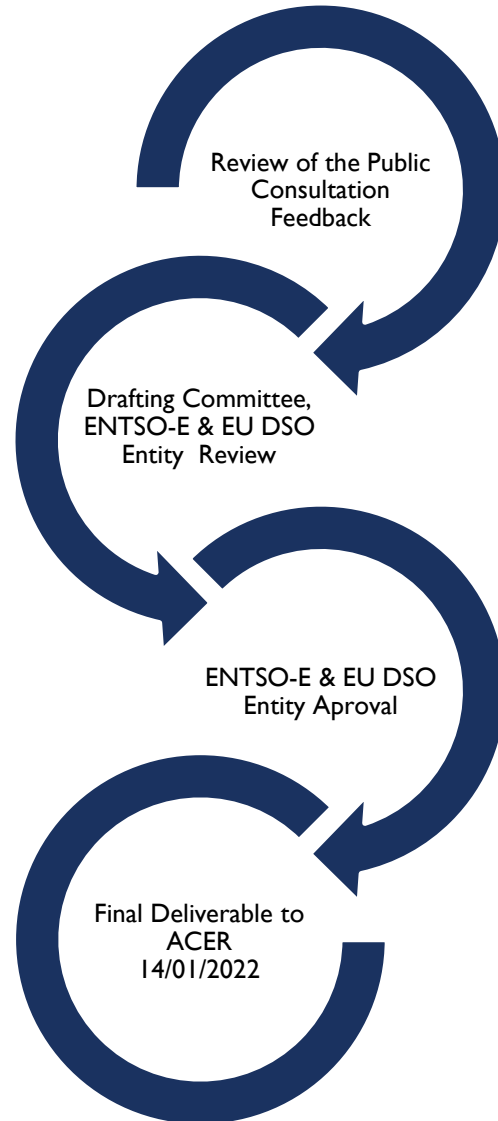 Review of the Public
Consultation
Feedback
Drafting Committee,
ENTSO-E & EU DSO
Entity Review
ENTSO-E & EU DSO
Entity Aproval
Final Deliverable to
ACER
14/01/2022